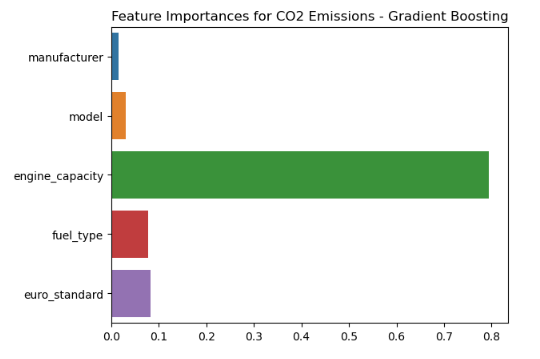 Feature Importances for CO2 Emissions - Gradient Boosting
manufacturer
model
engine_capacity
fuel_type
euro_standard
0.0 0.1 0.2 0.3 0.4 0.5 0.6 0.7 0.8